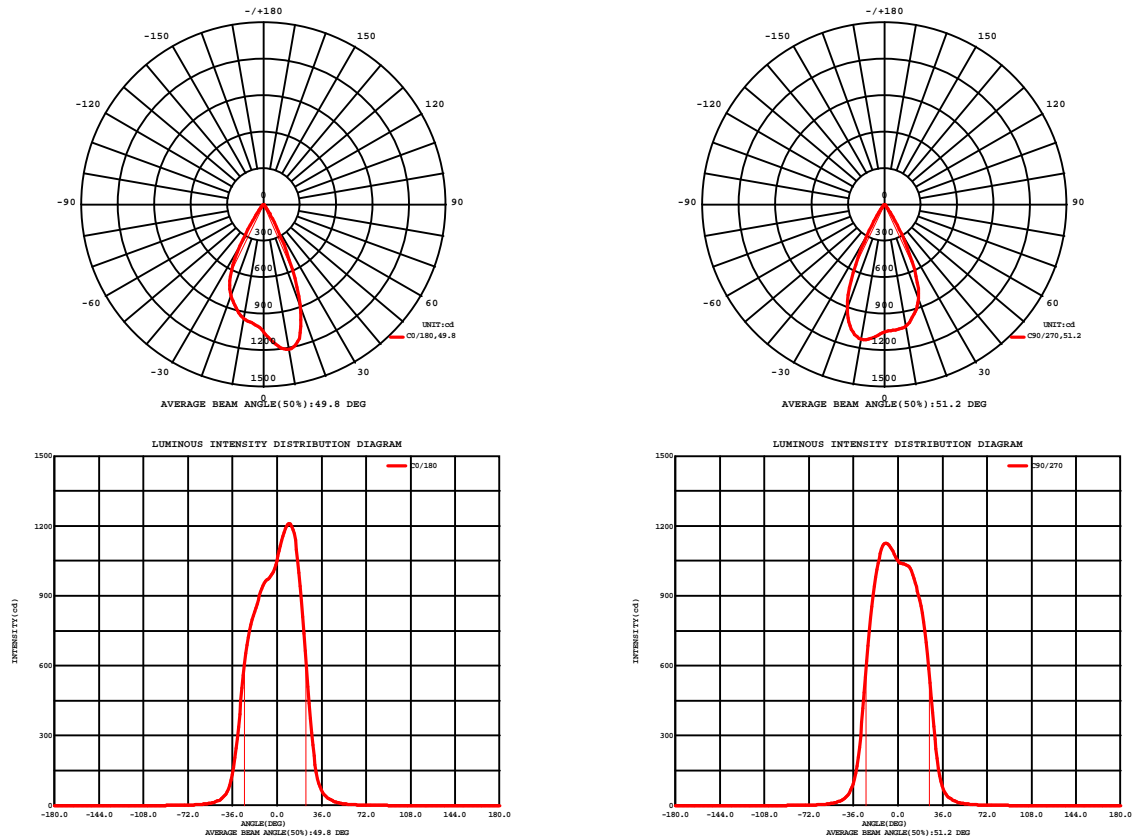 -/+180
-150 150
-120 120
-90 90
-60 60
-30 30
0
300
600
900
1200
1500
0
UNIT:cd
C0/180,49.8
AVERAGE BEAM ANGLE(50%):49.8 DEG
-/+180
-150 150
-120 120
-90 90
-60 60
-30 30
0
300
600
900
1200
1500
0
UNIT:cd
C90/270,51.2
AVERAGE BEAM ANGLE(50%):51.2 DEG
LUMINOUS INTENSITY DISTRIBUTION DIAGRAM
C0/180
1500
1200
900
600
300
0
INTENSITY(cd)
-180.0 -144.0 -108.0 -72.0 -36.0 0.0 36.0 72.0 108.0 144.0 180.0
ANGLE(DEG)
AVERAGE BEAM ANGLE(50%):49.8 DEG
LUMINOUS INTENSITY DISTRIBUTION DIAGRAM
C90/270
1500
1200
900
600
300
0
INTENSITY(cd)
-180.0 -144.0 -108.0 -72.0 -36.0 0.0 36.0 72.0 108.0 144.0 180.0
ANGLE(DEG)
AVERAGE BEAM ANGLE(50%):51.2 DEG